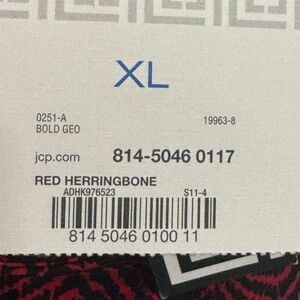 XL
0251-A 19963-8
BOLD GEO
jcp.com 814-5046 0117
RED HERRINGBONE
ADHK976523 S11-4
814 5046 0100 11